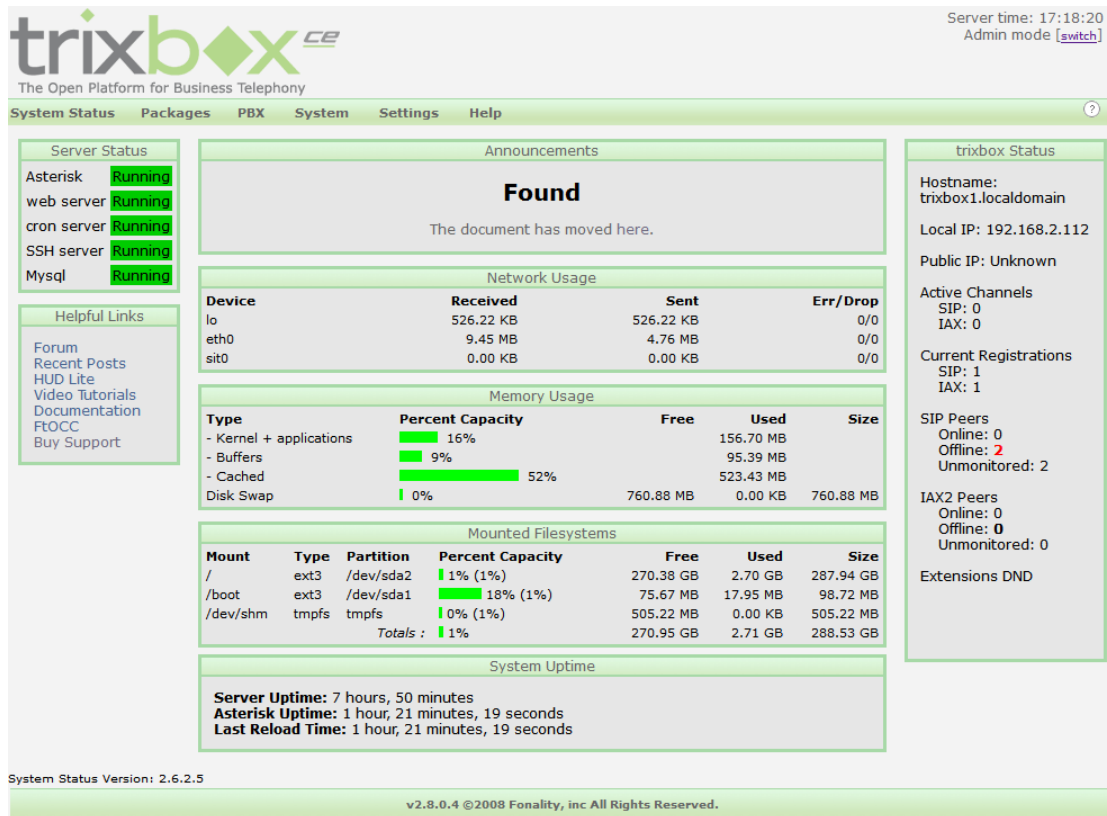 trixbox ce
The Open Platform for Business Telephony
Server time: 17:18:20
Admin mode [switch]
System Status Packages PBX System Settings Help ?
Server Status
Asterisk Running
web server Running
cron server Running
SSH server Running
Mysql Running
Helpful Links
Forum
Recent Posts
HUD Lite
Video Tutorials
Documentation
FtOCC
Buy Support
Announcements
Found
The document has moved here.
Network Usage
Device Received Sent Err/Drop
lo 526.22 KB 526.22 KB 0/0
eth0 9.45 MB 4.76 MB 0/0
sit0 0.00 KB 0.00 KB 0/0
Memory Usage
Type Percent Capacity Free Used Size
- Kernel + applications 16% 156.70 MB
- Buffers 9% 95.39 MB
- Cached 52% 523.43 MB
Disk Swap 0% 760.88 MB 0.00 KB 760.88 MB
Mounted Filesystems
Mount Type Partition Percent Capacity Free Used Size
/ ext3 /dev/sda2 1% (1%) 270.38 GB 2.70 GB 287.94 GB
/boot ext3 /dev/sda1 18% (1%) 75.67 MB 17.95 MB 98.72 MB
/dev/shm tmpfs tmpfs 0% (1%) 505.22 MB 0.00 KB 505.22 MB
Totals : 1% 270.95 GB 2.71 GB 288.53 GB
System Uptime
Server Uptime: 7 hours, 50 minutes
Asterisk Uptime: 1 hour, 21 minutes, 19 seconds
Last Reload Time: 1 hour, 21 minutes, 19 seconds
trixbox Status
Hostname:
trixbox1.localdomain
Local IP: 192.168.2.112
Public IP: Unknown
Active Channels
SIP: 0
IAX: 0
Current Registrations
SIP: 1
IAX: 1
SIP Peers
Online: 0
Offline: 2
Unmonitored: 2
IAX2 Peers
Online: 0
Offline: 0
Unmonitored: 0
Extensions DND
System Status Version: 2.6.2.5
v2.8.0.4 ©2008 Fonality, inc All Rights Reserved.